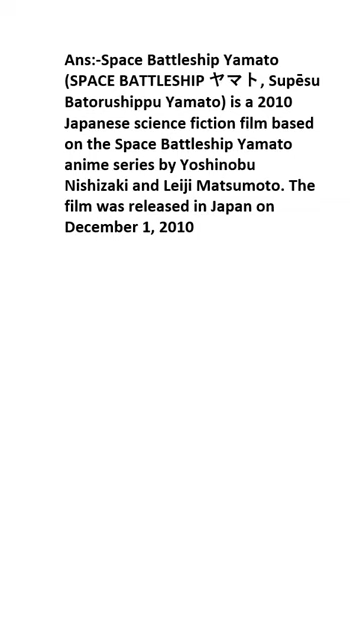 Ans:-Space Battleship Yamato
(SPACE BATTLESHIP ヤマト, Supēsu
Batorushippu Yamato) is a 2010
Japanese science fiction film based
on the Space Battleship Yamato
anime series by Yoshinobu
Nishizaki and Leiji Matsumoto. The
film was released in Japan on
December 1, 2010